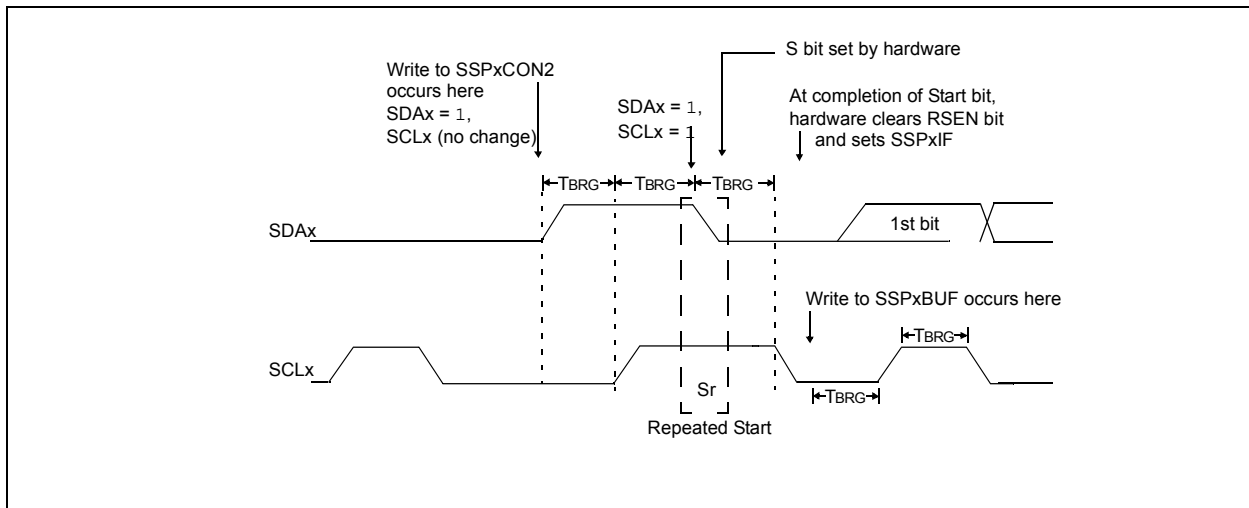 S bit set by hardware
Write to SSPxCON2
occurs here
SDAx = 1,
SCLx (no change)
SDAx = 1,
SCLx = 1
At completion of Start bit,
hardware clears RSEN bit
and sets SSPxIF
TBRG TBRG TBRG
SDAx
1st bit
Write to SSPxBUF occurs here
TBRG
SCLx
Sr
TBRG
Repeated Start